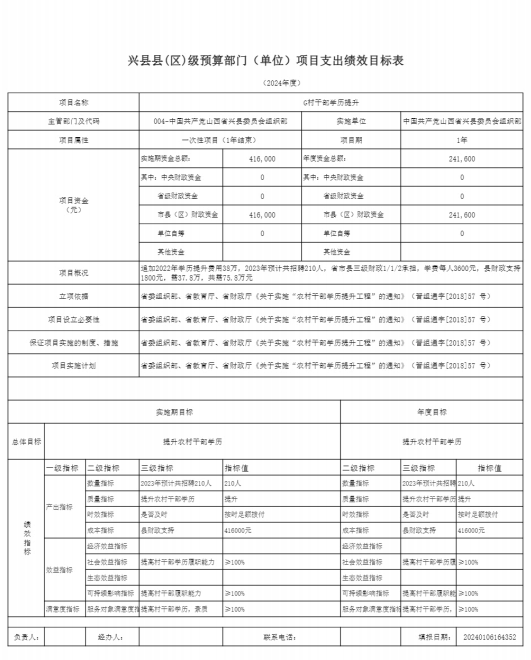 兴县县(区)级预算部门（单位）项目支出绩效目标表
（2024年度）
项目名称 G村干部学历提升
主管部门及代码 004-中国共产党山西省兴县委员会组织部 实施单位 中国共产党山西省兴县委员会组织部
项目属性 一次性项目（1年结束） 项目期 1年
项目资金（元） 实施期资金总额： 416,000 年度资金总额： 241,600
其中：中央财政资金 0 其中：中央财政资金 0
省级财政资金 0 省级财政资金 0
市县（区）财政资金 416,000 市县（区）财政资金 241,600
单位自筹 0 单位自筹 0
其他资金 其他资金
项目概况 追加2022年学历提升费用38万，2023年预计共招聘210人，省市县三级财政1/1/2承担，学费每人3600元，县财政支持
1800元，需37.8万，共需75.8万元
立项依据 省委组织部、省教育厅、省财政厅《关于实施“农村干部学历提升工程”的通知》（晋组通字[2018]57 号）
项目设立必要性 省委组织部、省教育厅、省财政厅《关于实施“农村干部学历提升工程”的通知》（晋组通字[2018]57 号）
保证项目实施的制度、措施 省委组织部、省教育厅、省财政厅《关于实施“农村干部学历提升工程”的通知》（晋组通字[2018]57 号）
项目实施计划 省委组织部、省教育厅、省财政厅《关于实施“农村干部学历提升工程”的通知》（晋组通字[2018]57 号）
实施期目标 年度目标
总体目标 提升农村干部学历 提升农村干部学历
绩效指标 一级指标 二级指标 三级指标 指标值 二级指标 三级指标 指标值
产出指标 数量指标 2023年预计共招聘210人 210人 数量指标 2023年预计共招聘 210人
质量指标 提升农村干部学历 提升 质量指标 提升农村干部学历 提升
时效指标 是否及时 按时足额拨付 时效指标 是否及时 按时足额拨付
成本指标 县财政支持 416000元 成本指标 县财政支持 416000元
效益指标 经济效益指标 经济效益指标
社会效益指标 提高村干部学历履职能力 ≥100% 社会效益指标 提高村干部学历履 ≥100%
生态效益指标 生态效益指标
可持续影响指标 提高村干部履职能力 ≥100% 可持续影响指标 提高村干部履职能 ≥100%
满意度指标 服务对象满意度指 提高村干部学历，素质 ≥100% 服务对象满意度指 提高村干部学历， ≥100%
负责人： 经办人： 联系电话： 填报日期： 20240106164352